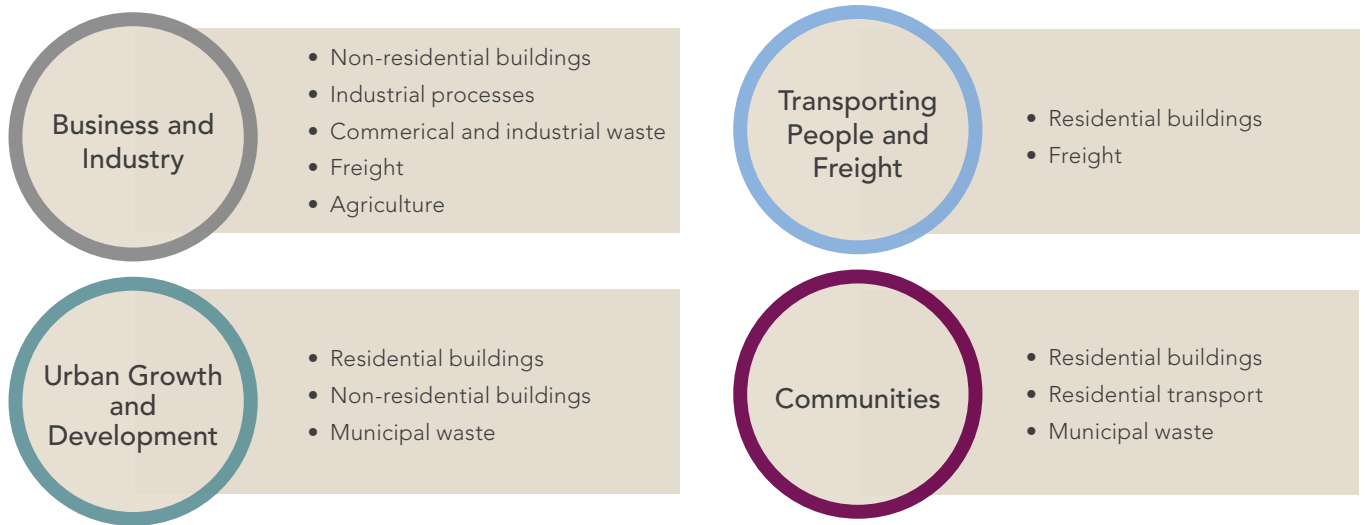 Business and
Industry
• Non-residential buildings
• Industrial processes
• Commerical and industrial waste
• Freight
• Agriculture
Transporting
People and
Freight
• Residential buildings
• Freight
Urban Growth
and
Development
• Residential buildings
• Non-residential buildings
• Municipal waste
Communities
• Residential buildings
• Residential transport
• Municipal waste